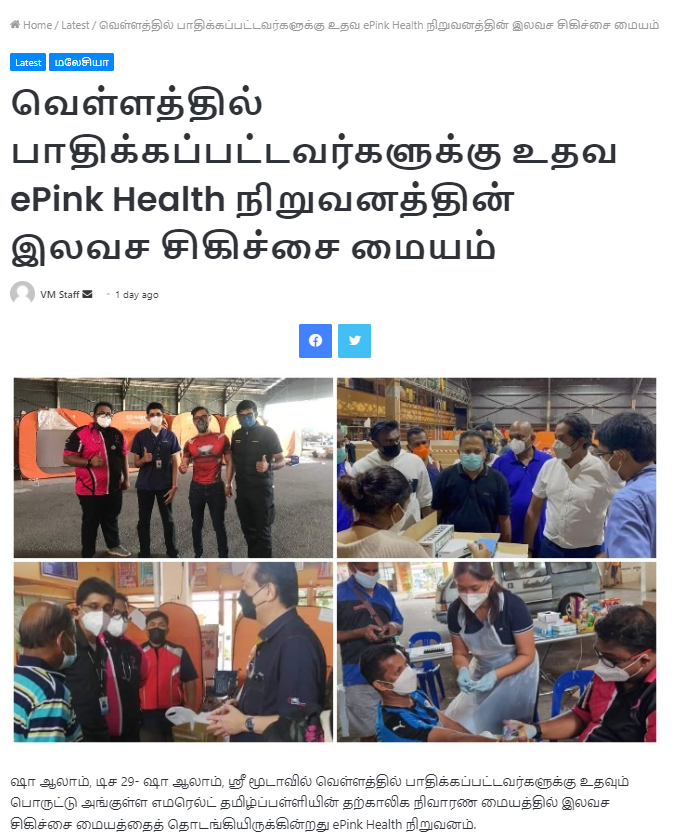 Home / Latest / வெள்ளத்தில் பாதிக்கப்பட்டவர்களுக்கு உதவ ePink Health நிறுவனத்தின் இலவச சிகிச்சை மையம்
Latest மலேசியா
வெள்ளத்தில்
பாதிக்கப்பட்டவர்களுக்கு உதவ
ePink Health நிறுவனத்தின்
இலவச சிகிச்சை மையம்
VM Staff - 1 day ago
ஷா ஆலாம், டிச 29- ஷா ஆலாம், ஸ்ரீ மூடாவில் வெள்ளத்தில் பாதிக்கப்பட்டவர்களுக்கு உதவும்
பொருட்டு அங்குள்ள எமரெல்ட் தமிழ்ப்பள்ளியின் தற்காலிக நிவாரண மையத்தில் இலவச
சிகிச்சை மையத்தைத் தொடங்கியிருக்கின்றது ePink Health நிறுவனம்.